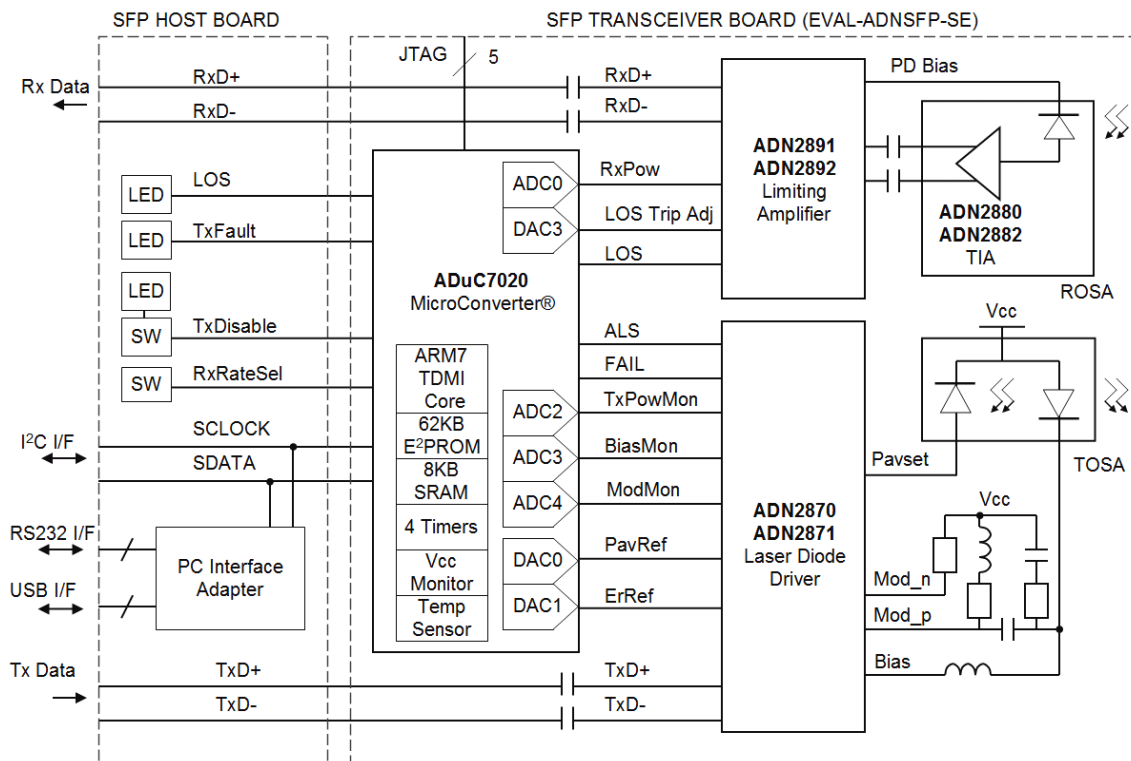 SFP HOST BOARD
SFP TRANSCEIVER BOARD (EVAL-ADNSFP-SE)
JTAG
5
Rx Data
RxD+
RxD-
RxD+
RxD-
PD Bias
ADN2891
ADN2892
Limiting
Amplifier
ADN2880
ADN2882
TIA
ROSA
LED
LOS
LED
TxFault
LED
SW
TxDisable
SW
RxRateSel
ADC0
RxPow
DAC3
LOS Trip Adj
LOS
ADuC7020
MicroConverter®
ARM7
TDMI
Core
62KB
E²PROM
8KB
SRAM
4 Timers
Vcc
Monitor
Temp
Sensor
ALS
FAIL
ADC2
TxPowMon
ADC3
BiasMon
ADC4
ModMon
DAC0
PavRef
DAC1
ErRef
Vcc
TOSA
Pavset
ADN2870
ADN2871
Laser Diode
Driver
Vcc
Mod_n
Mod_p
Bias
I²C I/F
SCLOCK
SDATA
RS232 I/F
USB I/F
PC Interface
Adapter
Tx Data
TxD+
TxD-
TxD+
TxD-